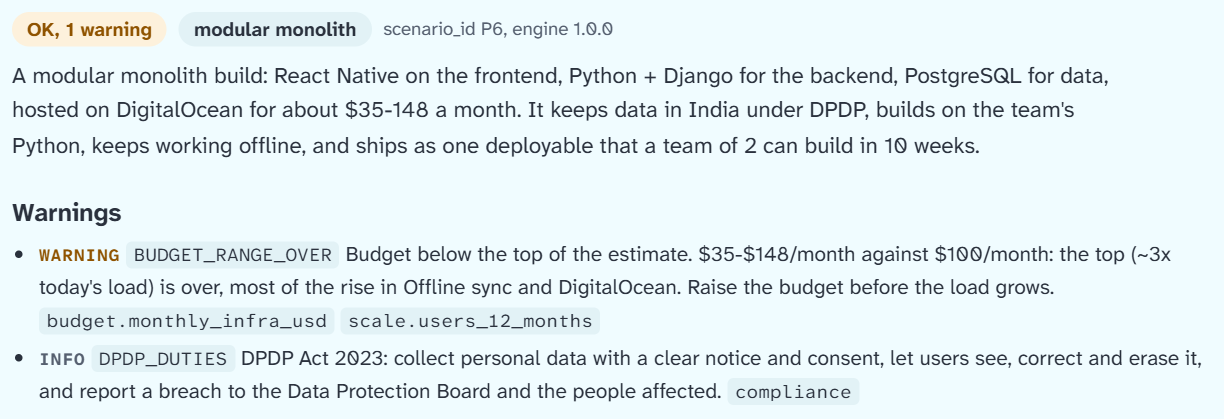 OK, 1 warning modular monolith scenario_id P6, engine 1.0.0
A modular monolith build: React Native on the frontend, Python + Django for the backend, PostgreSQL for data,
hosted on DigitalOcean for about $35-148 a month. It keeps data in India under DPDP, builds on the team's
Python, keeps working offline, and ships as one deployable that a team of 2 can build in 10 weeks.
Warnings
• WARNING BUDGET_RANGE_OVER Budget below the top of the estimate. $35-$148/month against $100/month: the top (~3x
today's load) is over, most of the rise in Offline sync and DigitalOcean. Raise the budget before the load grows.
budget.monthly_infra_usd scale.users_12_months
• INFO DPDP_DUTIES DPDP Act 2023: collect personal data with a clear notice and consent, let users see, correct and erase it,
and report a breach to the Data Protection Board and the people affected. compliance